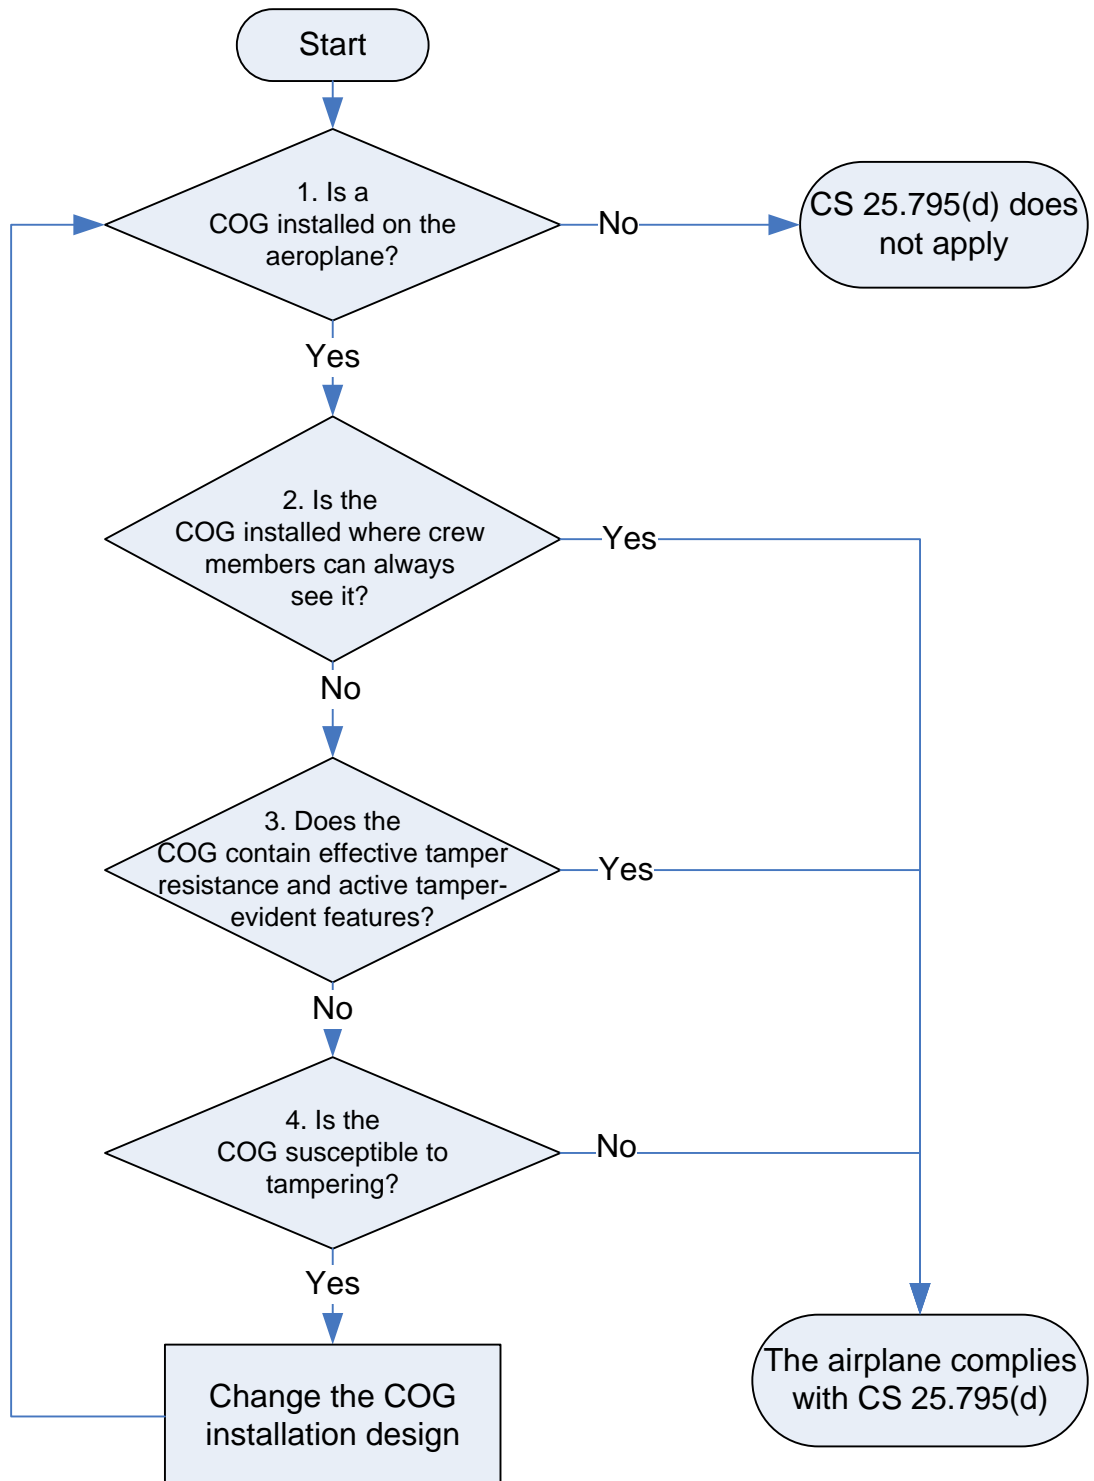 Start
1. Is a
COG installed on the
aeroplane?
No
CS 25.795(d) does
not apply
Yes
2. Is the
COG installed where crew
members can always
see it?
Yes
No
3. Does the
COG contain effective tamper
resistance and active tamper-
evident features?
Yes
No
4. Is the
COG susceptible to
tampering?
No
Yes
Change the COG
installation design
The airplane complies
with CS 25.795(d)